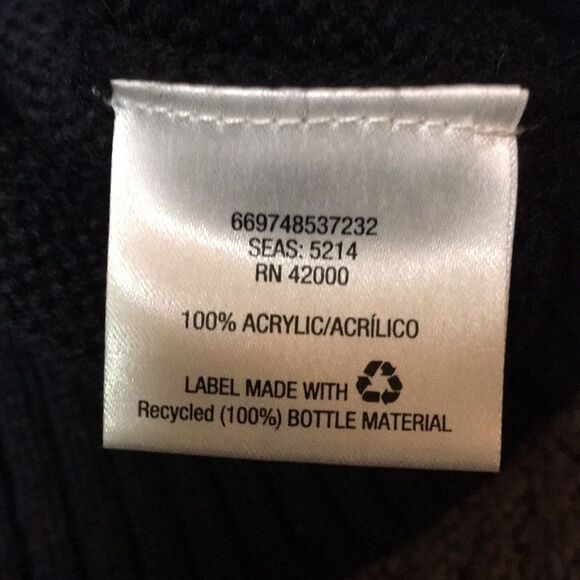 669748537232
SEAS: 5214
RN 42000
100% ACRYLIC/ACRÍLICO
LABEL MADE WITH
Recycled (100%) BOTTLE MATERIAL